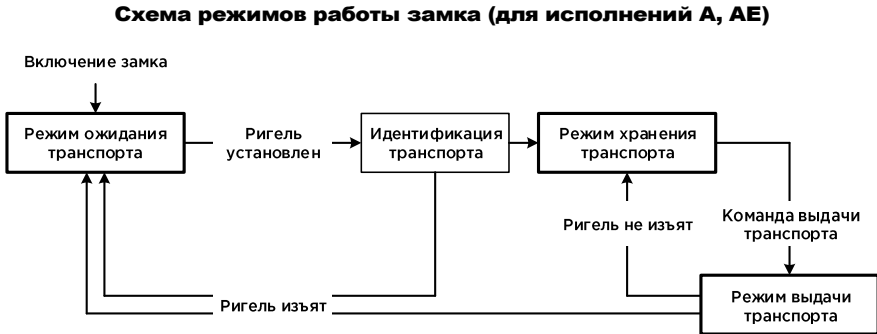 Схема режимов работы замка (для исполнений А, АЕ)
Включение замка
Режим ожидания
транспорта
Ригель
установлен
Идентификация
транспорта
Режим хранения
транспорта
Ригель не изъят
Команда выдачи
транспорта
Ригель изъят
Режим выдачи
транспорта